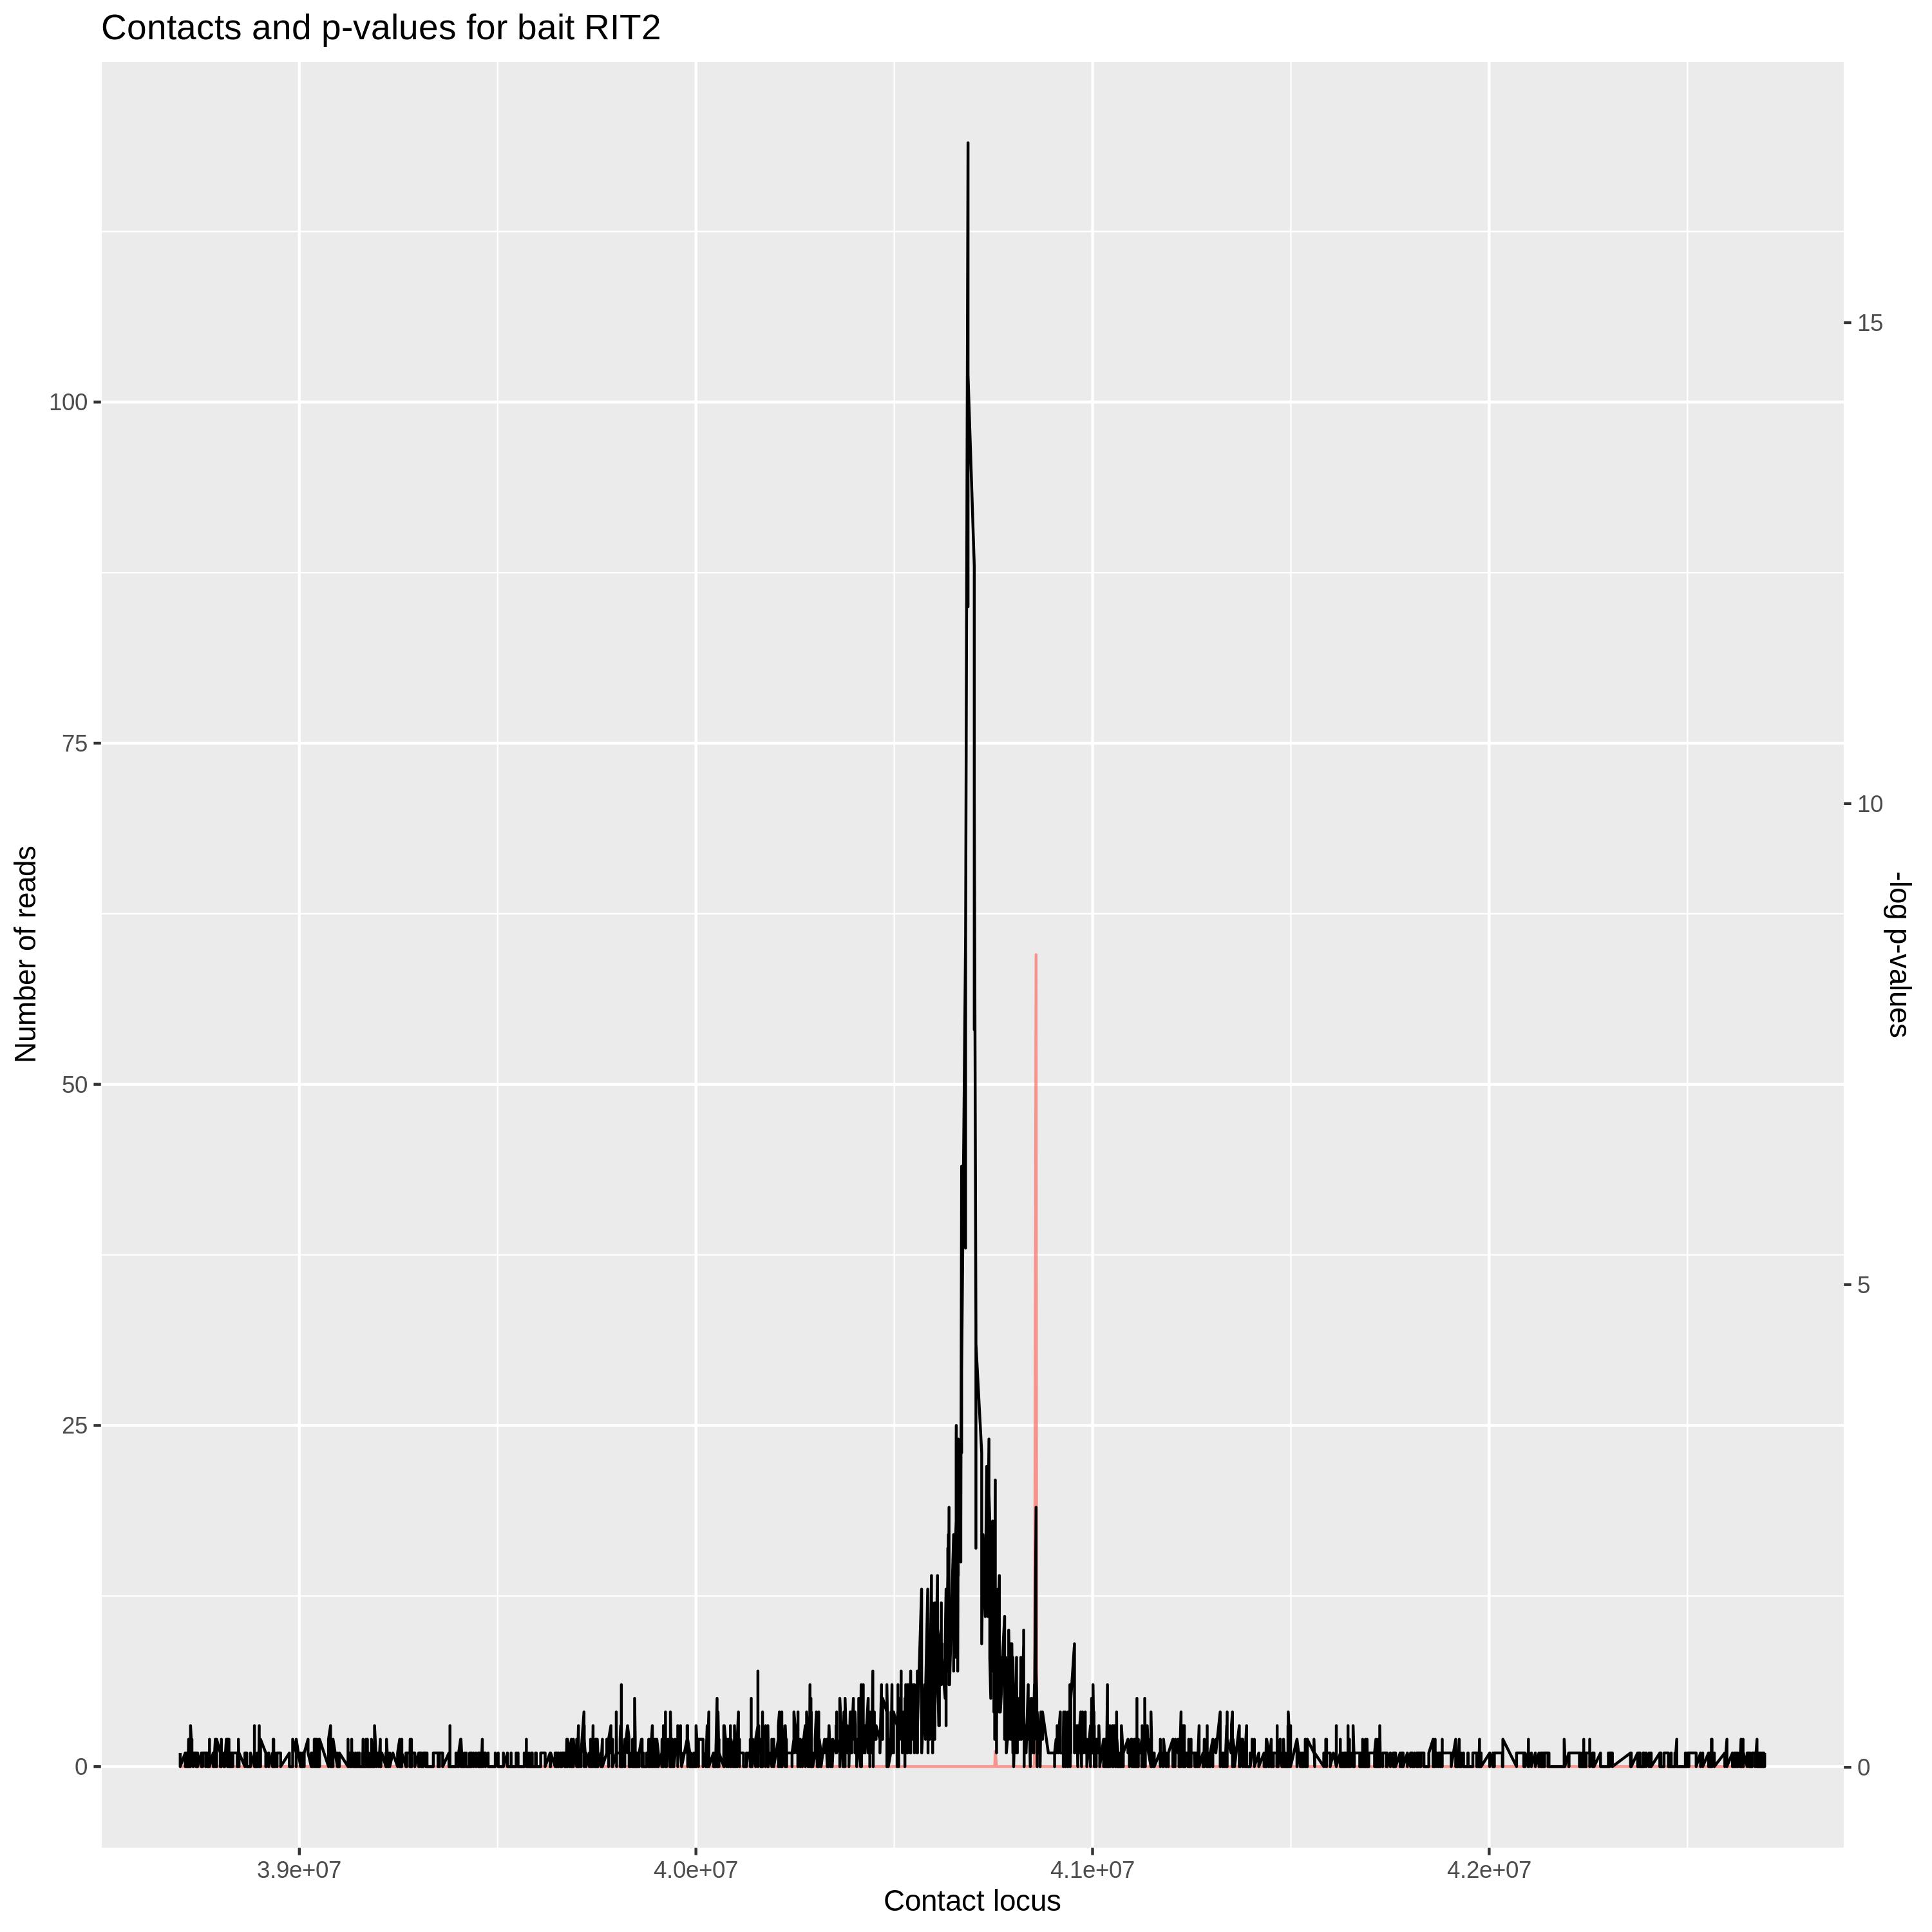 Contacts and p-values for bait RIT2
Number of reads
100
75
50
25
0
15
10
5
0
-log p-values
3.9e+07
4.0e+07
4.1e+07
4.2e+07
Contact locus